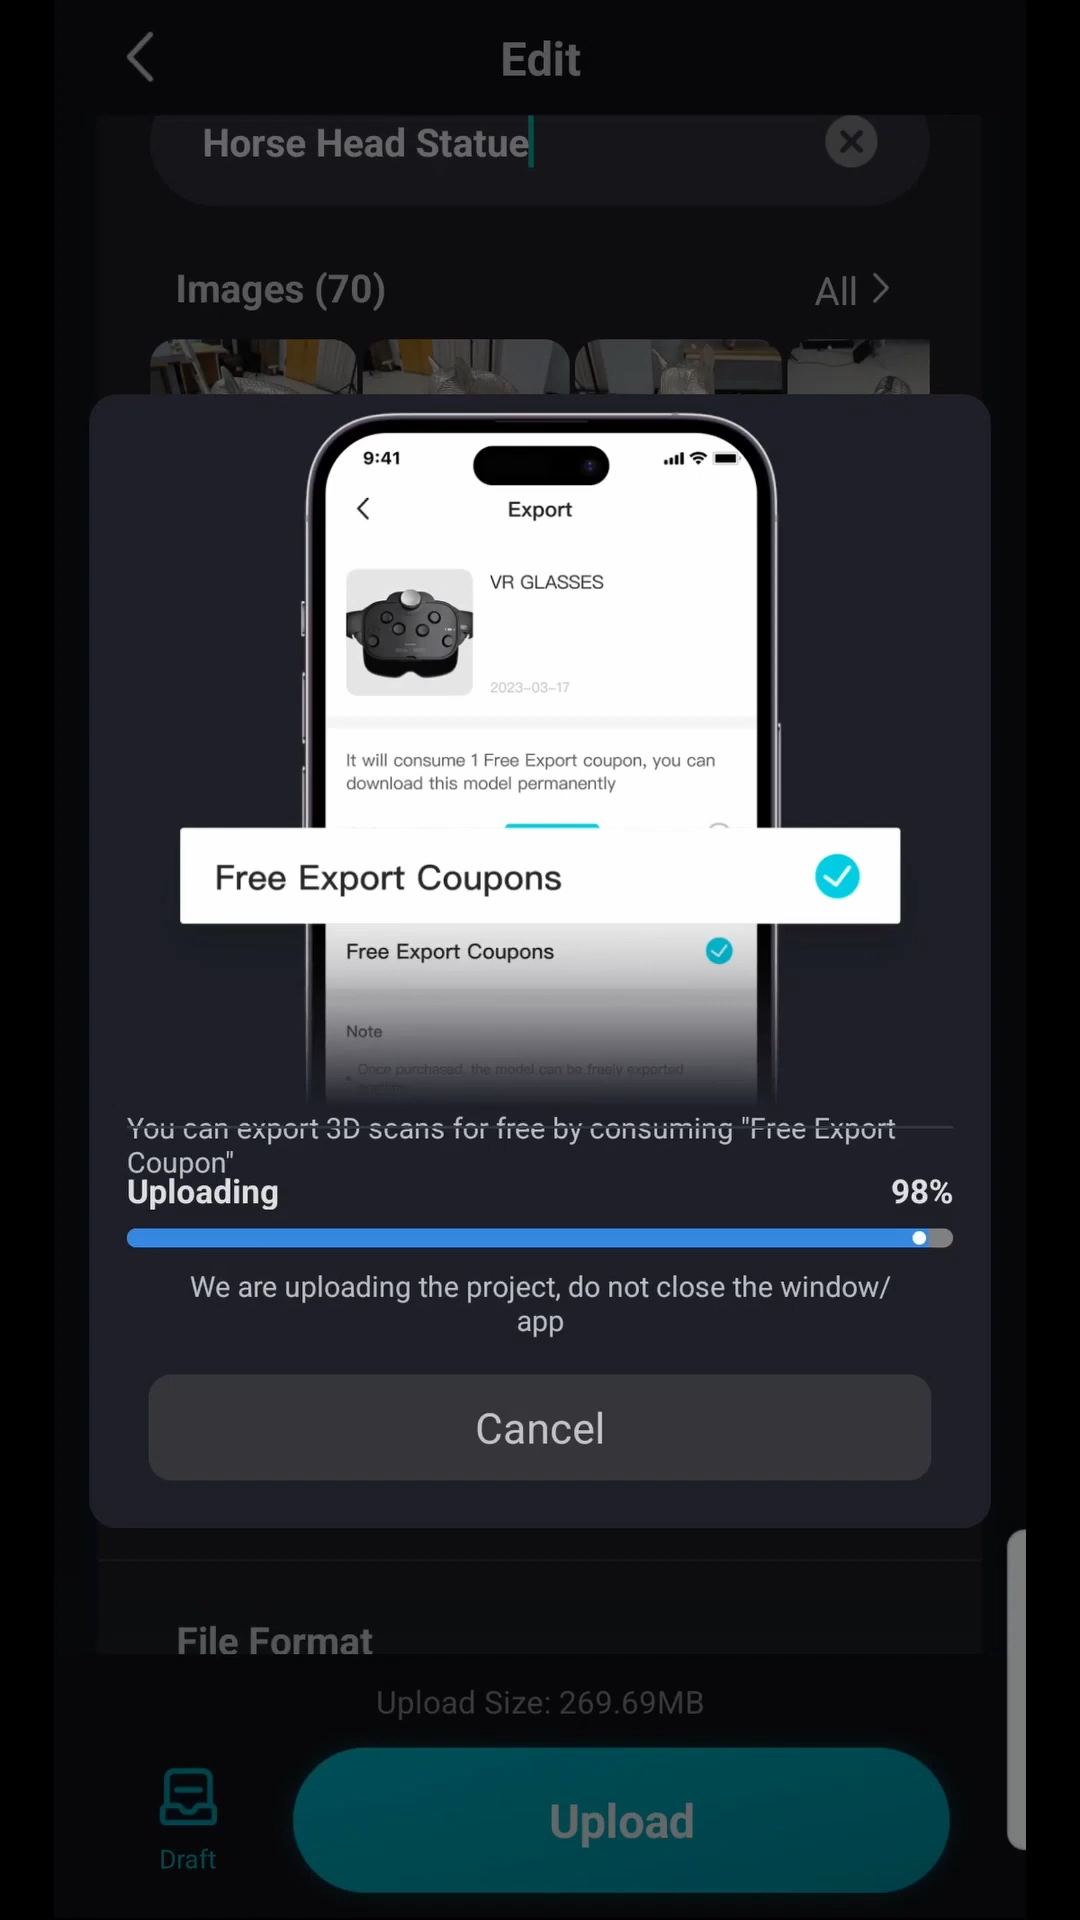 Edit
Horse Head Statue
Images (70)
All
9:41
Export
VR GLASSES
2023-03-17
It will consume 1 Free Export coupon, you can
download this model permanently
Free Export Coupons
Free Export Coupons
Note
Once purchased, the model can be freely exported
You can export 3D scans for free by consuming "Free Export
Coupon"
Uploading 98%
We are uploading the project, do not close the window/
app
Cancel
File Format
Upload Size: 269.69MB
Draft
Upload